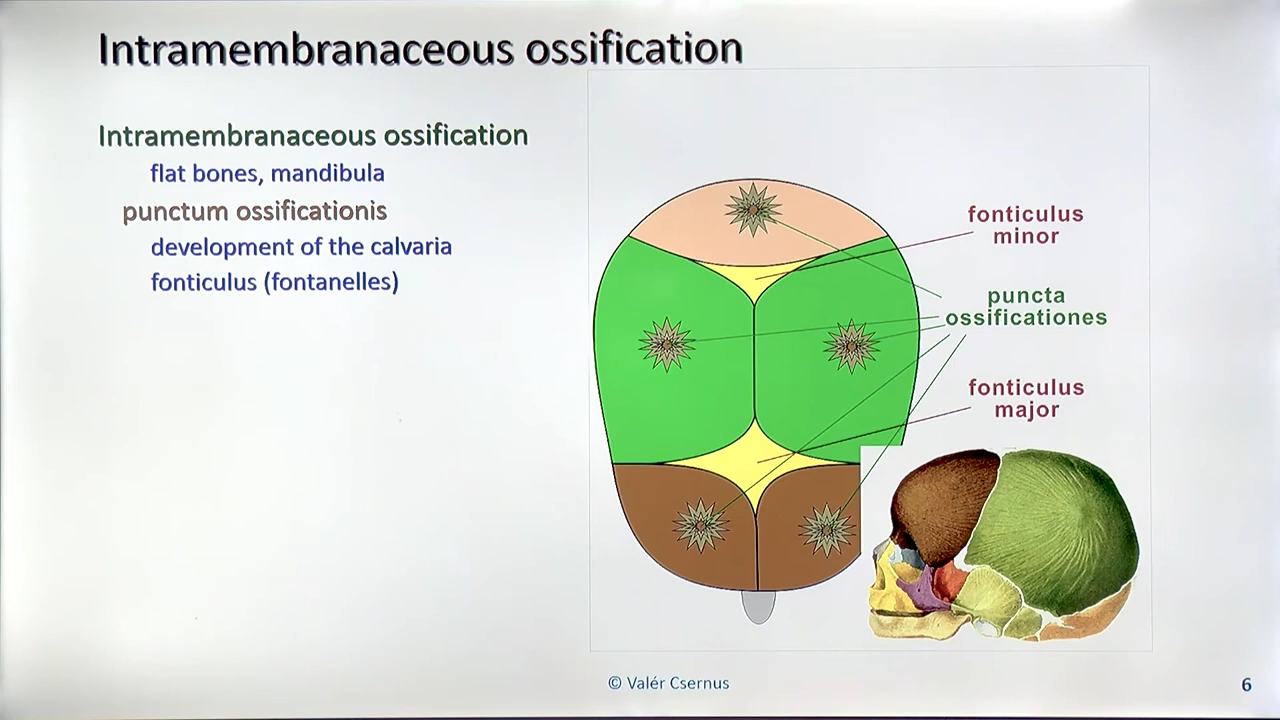 Intramembranaceous ossification
Intramembranaceous ossification
flat bones, mandibula
punctum ossificationis
development of the calvaria
fonticulus (fontanelles)
fonticulus
minor
puncta
ossificationes
fonticulus
major
© Valér Csernus
6